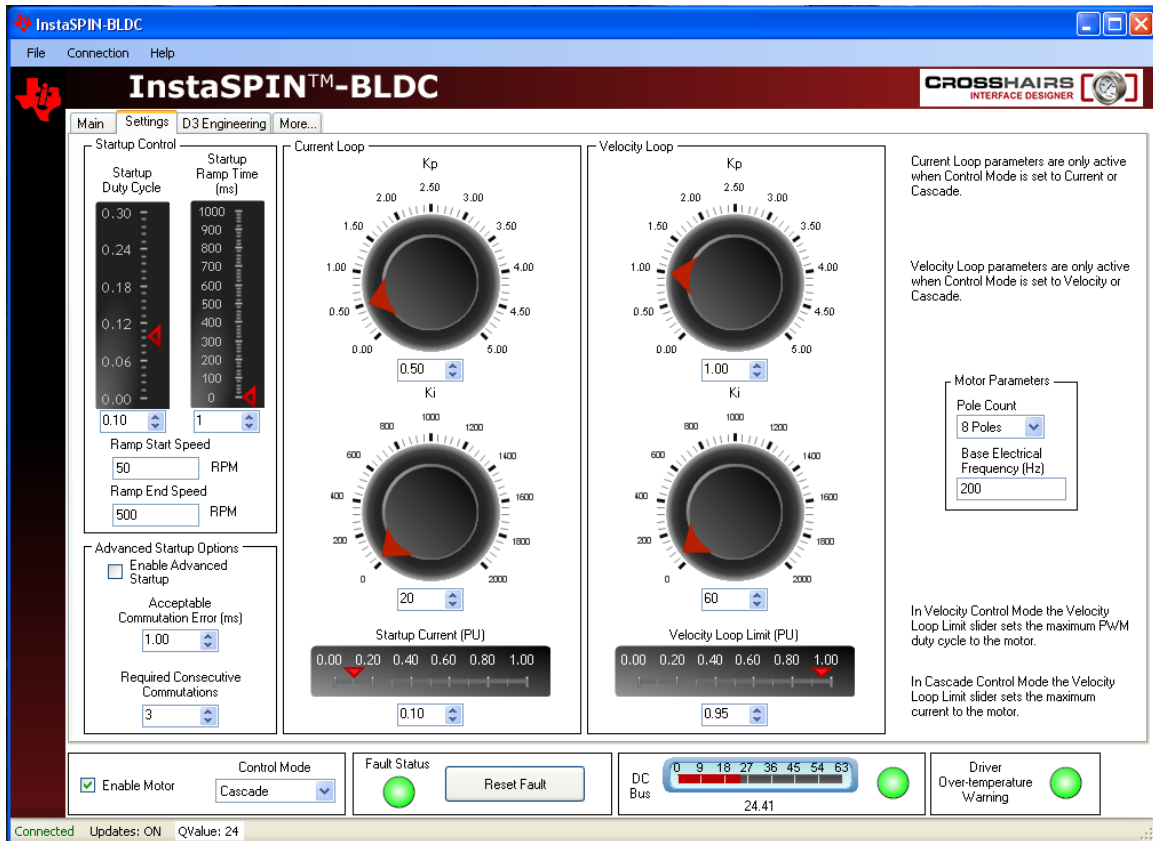 InstaSPIN-BLDC
File Connection Help
InstaSPIN™-BLDC
CROSSHAIRS
INTERFACE DESIGNER
Main Settings D3 Engineering More...
Startup Control
Startup
Duty Cycle
0.30
0.24
0.18
0.12
0.06
0.00
0.10
Startup
Ramp Time
(ms)
1000
900
800
700
600
500
400
300
200
100
0
1
Ramp Start Speed
50 RPM
Ramp End Speed
500 RPM
Advanced Startup Options
Enable Advanced
Startup
Acceptable
Commutation Error (ms)
1.00
Required Consecutive
Commutations
3
Current Loop
Kp
0.00 0.50 1.00 1.50 2.00 2.50 3.00 3.50 4.00 4.50 5.00
0.50
Ki
0 200 400 600 800 1000 1200 1400 1600 1800 2000
20
Startup Current (PU)
0.00 0.20 0.40 0.60 0.80 1.00
0.10
Velocity Loop
Kp
0.00 0.50 1.00 1.50 2.00 2.50 3.00 3.50 4.00 4.50 5.00
1.00
Ki
0 200 400 600 800 1000 1200 1400 1600 1800 2000
60
Velocity Loop Limit (PU)
0.00 0.20 0.40 0.60 0.80 1.00
0.95
Current Loop parameters are only active
when Control Mode is set to Current or
Cascade.
Velocity Loop parameters are only active
when Control Mode is set to Velocity or
Cascade.
Motor Parameters
Pole Count
8 Poles
Base Electrical
Frequency (Hz)
200
In Velocity Control Mode the Velocity
Loop Limit slider sets the maximum PWM
duty cycle to the motor.
In Cascade Control Mode the Velocity
Loop Limit slider sets the maximum
current to the motor.
Enable Motor
Control Mode
Cascade
Fault Status
Reset Fault
DC
Bus
0 9 18 27 36 45 54 63
24.41
Driver
Over-temperature
Warning
Connected Updates: ON QValue: 24